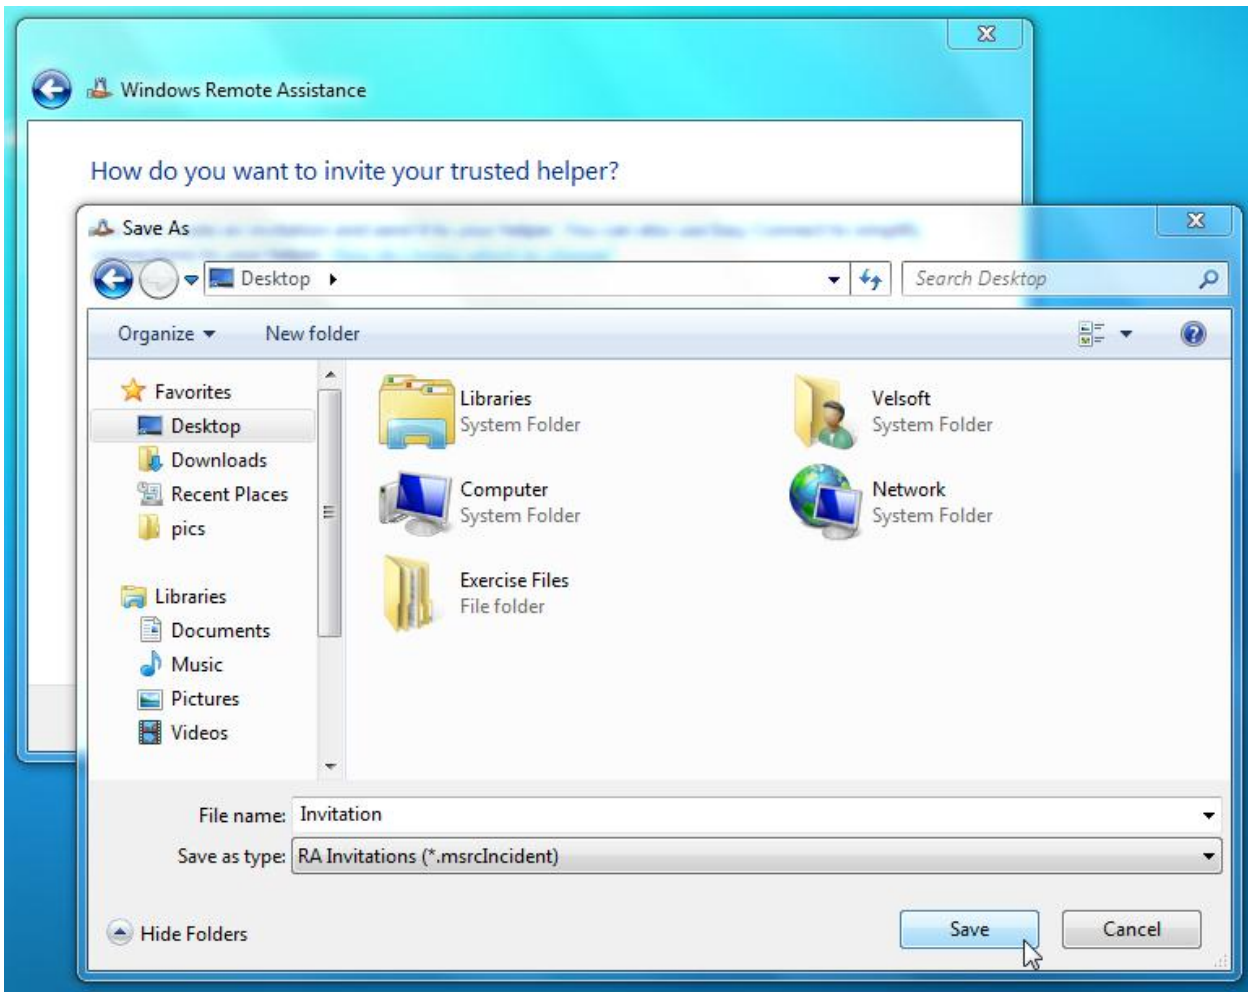 Windows Remote Assistance
How do you want to invite your trusted helper?
Save As
Desktop
Search Desktop
Organize
New folder
Favorites
Desktop
Downloads
Recent Places
pics
Libraries
Documents
Music
Pictures
Videos
Libraries
System Folder
Velsoft
System Folder
Computer
System Folder
Network
System Folder
Exercise Files
File folder
File name: Invitation
Save as type: RA Invitations (*.msrcIncident)
Hide Folders
Save
Cancel